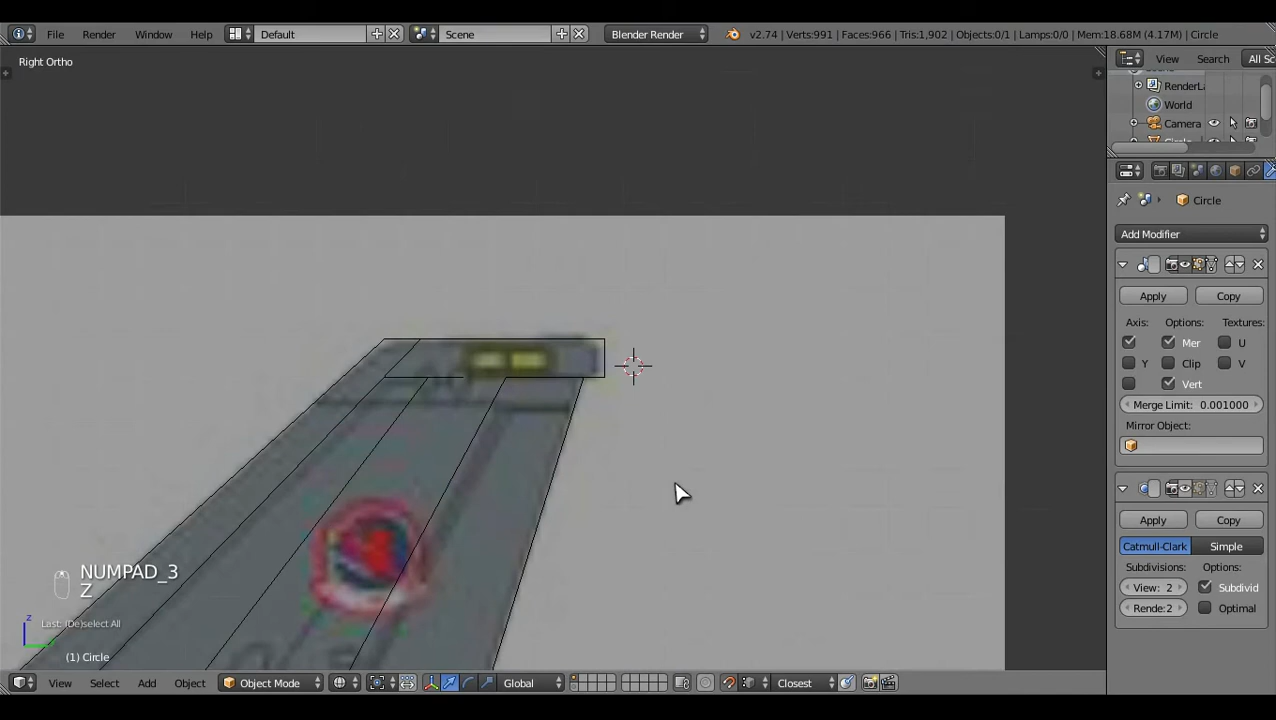 File Render Window Help Default Scene Blender Render v2.74 | Verts:991 | Faces:966 | Tris:1,902 | Objects:0/1 | Lamps:0/0 | Mem:18.68M (4.17M) | Circle
Right Ortho
View Search All Sc
RenderLa
World
Camera
Circle
Add Modifier
Apply Copy
Axis: Options: Textures:
Mer U
Y Clip V
Vert
Merge Limit: 0.001000
Mirror Object:
Apply Copy
Catmull-Clark Simple
Subdivisions: Options:
View: 2 Subdivid
Rende:2 Optimal
NUMPAD_3
Z
Last: (De)select All
z
(1) Circle
View Select Add Object Object Mode Global Closest